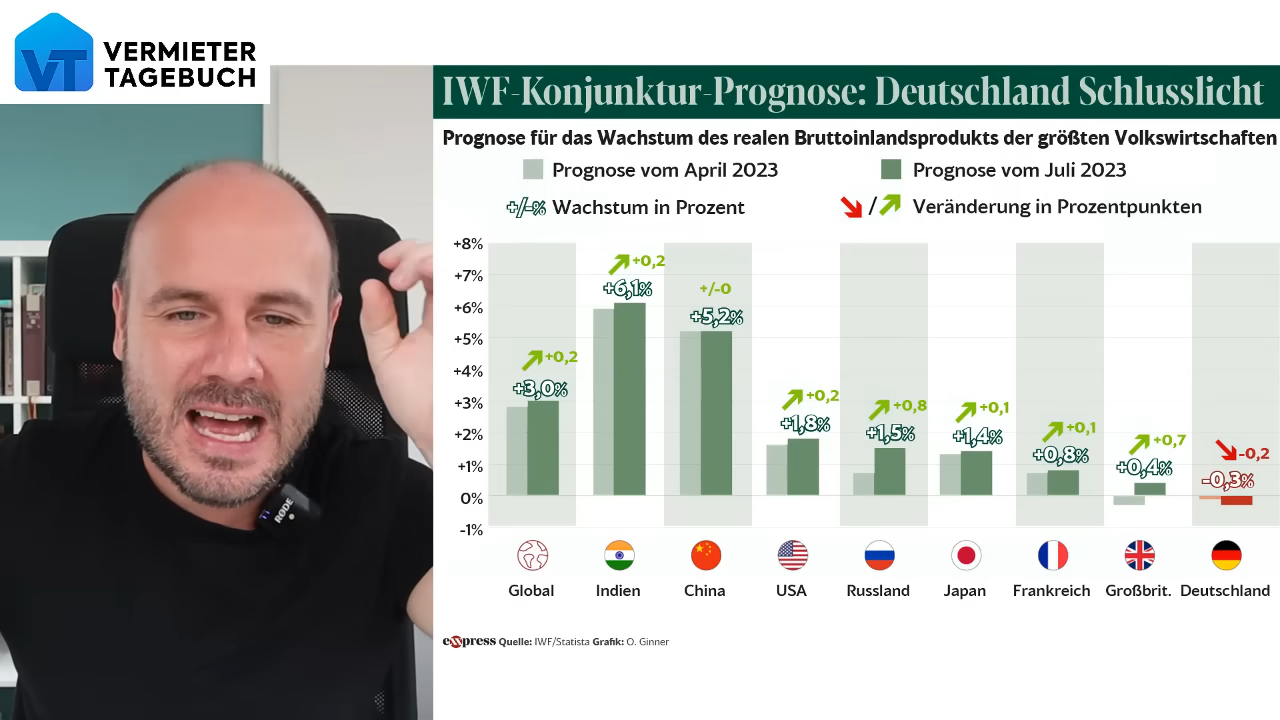 VT VERMIETER
TAGEBUCH
IWF-Konjunktur-Prognose: Deutschland Schlusslicht
Prognose für das Wachstum des realen Bruttoinlandsprodukts der größten Volkswirtschaften
Prognose vom April 2023
Prognose vom Juli 2023
+/-% Wachstum in Prozent
/ Veränderung in Prozentpunkten
+8%
+7%
+6%
+5%
+4%
+3%
+2%
+1%
0%
-1%
+0,2
+3,0%
+0,2
+6,1%
+/-0
+5,2%
+0,2
+1,8%
+0,8
+1,5%
+0,1
+1,4%
+0,1
+0,8%
+0,7
+0,4%
-0,2
-0,3%
Global
Indien
China
USA
Russland
Japan
Frankreich
Großbrit.
Deutschland
exxpress Quelle: IWF/Statista Grafik: O. Ginner
RØDE